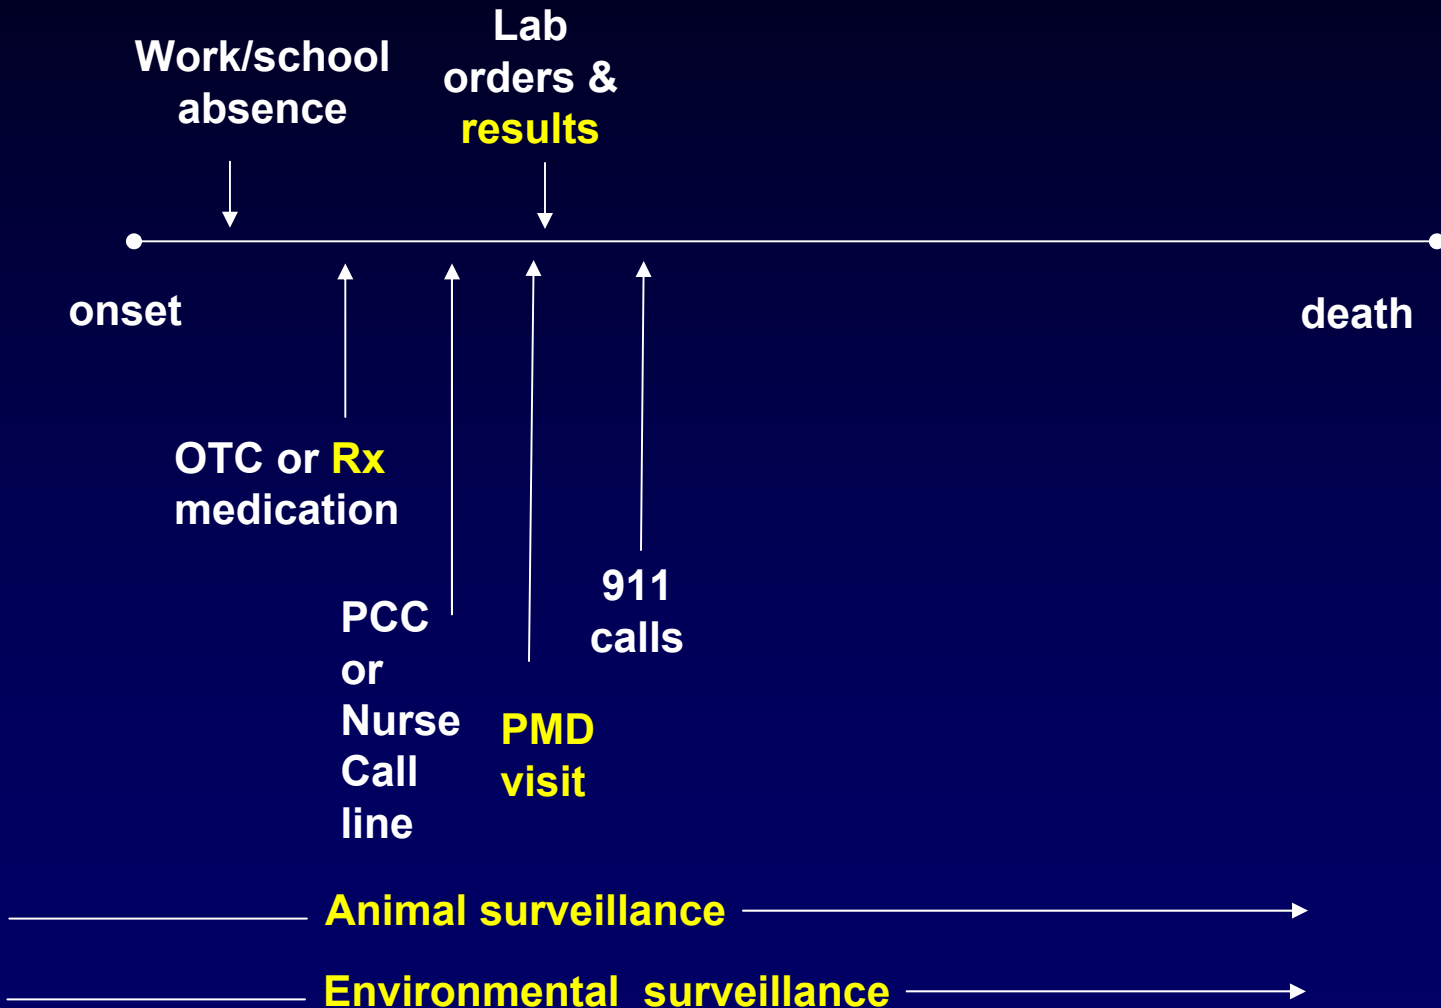 Work/school
absence
Lab
orders &
results
onset
death
OTC or Rx
medication
PCC
or
Nurse
Call
line
PMD
visit
911
calls
Animal surveillance
Environmental surveillance